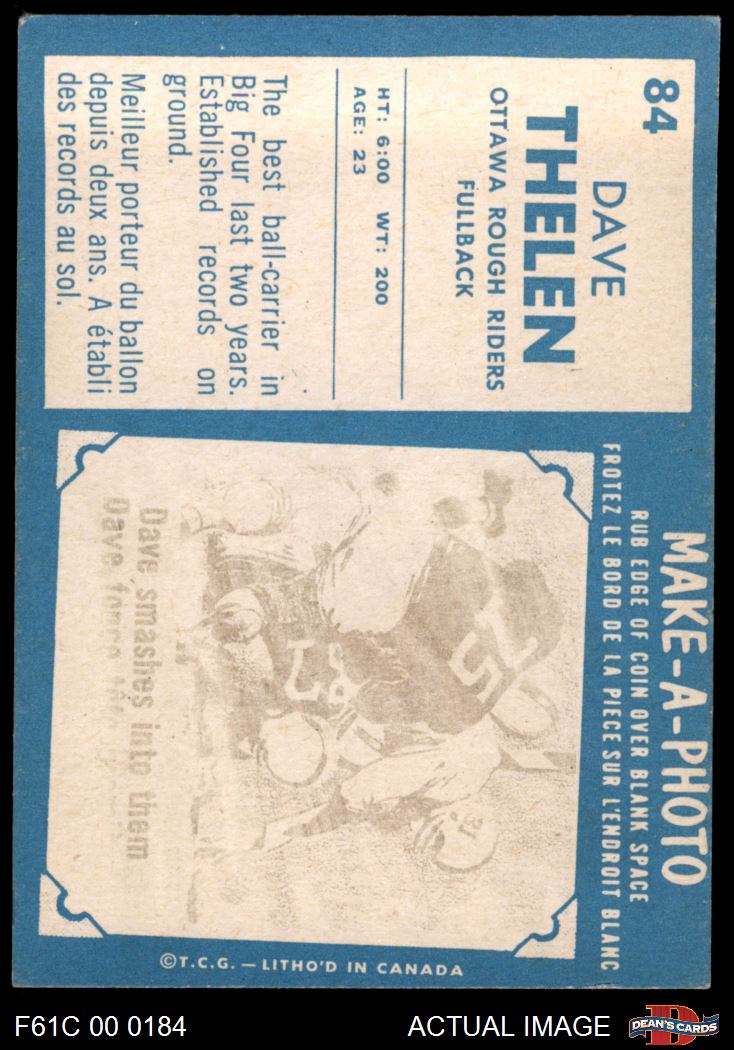 84
DAVE
THELEN
OTTAWA ROUGH RIDERS
FULLBACK
HT: 6:00 WT: 200
AGE: 23
The best ball-carrier in
Big Four last two years.
Established records on
ground.
Meilleur porteur du ballon
depuis deux ans. A établi
des records au sol.
MAKE-A-PHOTO
RUB EDGE OF COIN OVER BLANK SPACE
FROTEZ LE BORD DE LA PIECE SUR L'ENDROIT BLANC
75
Dave smashes into them
Dave fonce
©T.C.G. — LITHO'D IN CANADA
F61C 00 0184
ACTUAL IMAGE
D
DEAN'S CARDS